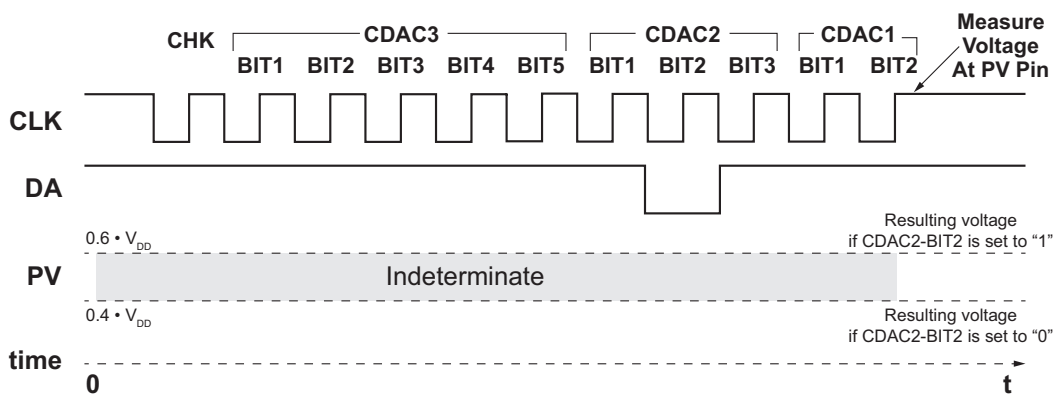 CHK CDAC3 CDAC2 CDAC1 Measure
Voltage
At PV Pin
BIT1 BIT2 BIT3 BIT4 BIT5 BIT1 BIT2 BIT3 BIT1 BIT2
CLK
DA
0.6 • VDD
Resulting voltage
if CDAC2-BIT2 is set to “1”
PV
Indeterminate
0.4 • VDD
Resulting voltage
if CDAC2-BIT2 is set to “0”
time
0 t